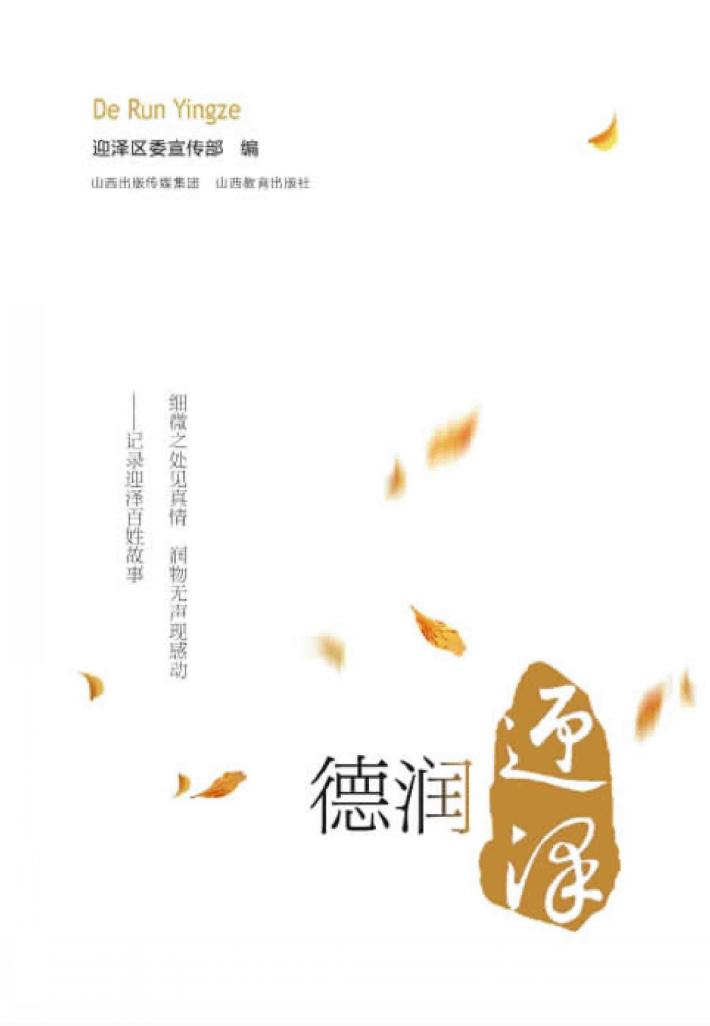 De Run Yingze
迎泽区委宣传部 编
山西出版传媒集团 山西教育出版社
细微之处见真情 润物无声现感动
——记录迎泽百姓故事
德润
迎泽